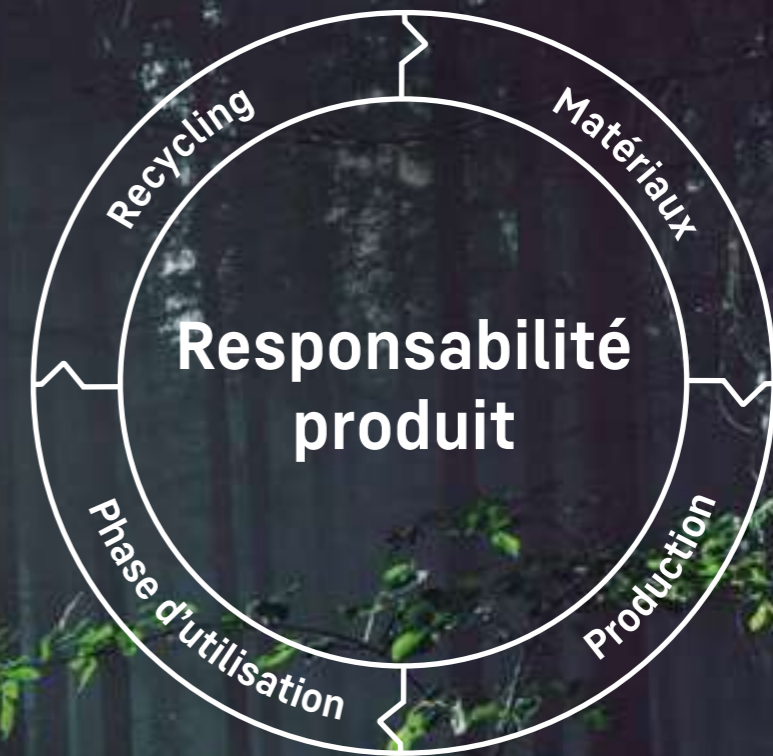 Responsabilité
produit
Matériaux
Production
Phase d'utilisation
Recycling